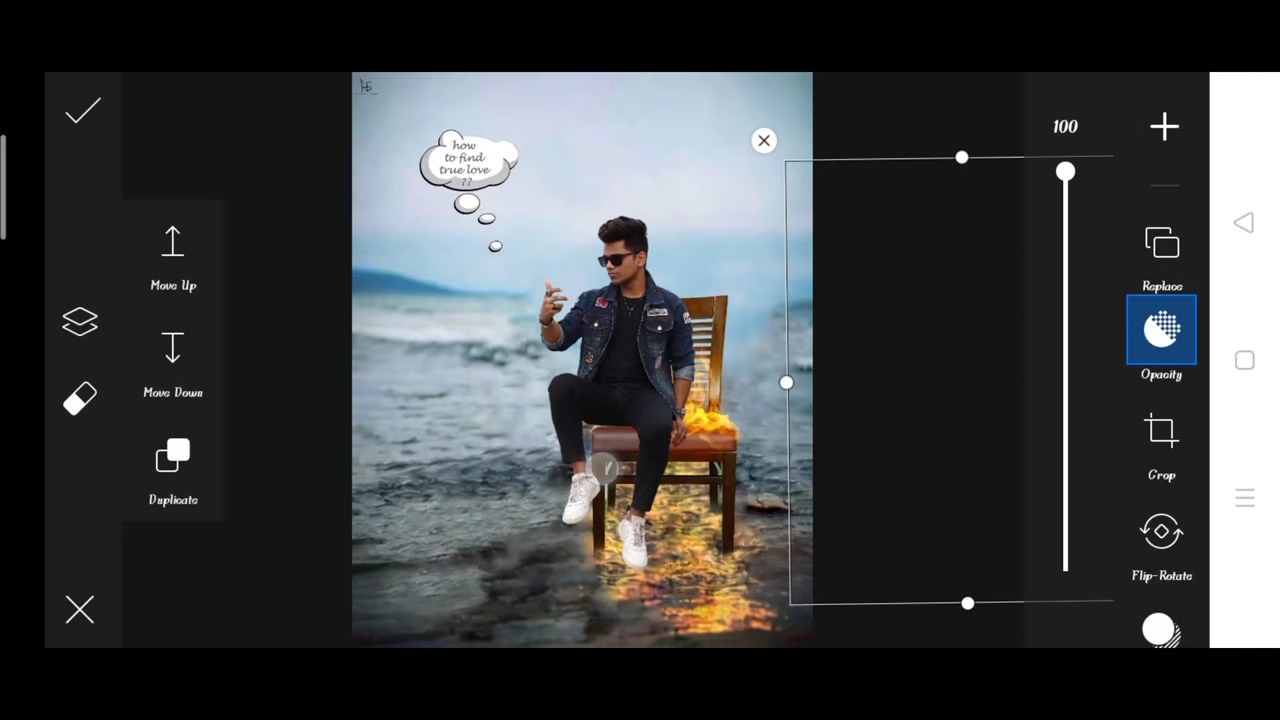 100
how
to find
true love
??
Move Up
Replace
Move Down
Opacity
Crop
Duplicate
Flip-Rotate